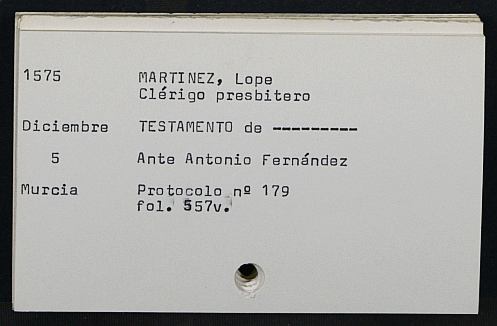 1575 MARTINEZ, Lope
Clérigo presbitero
Diciembre TESTAMENTO de ---------
5 Ante Antonio Fernández
Murcia Protocolo nº 179
fol. 557v.